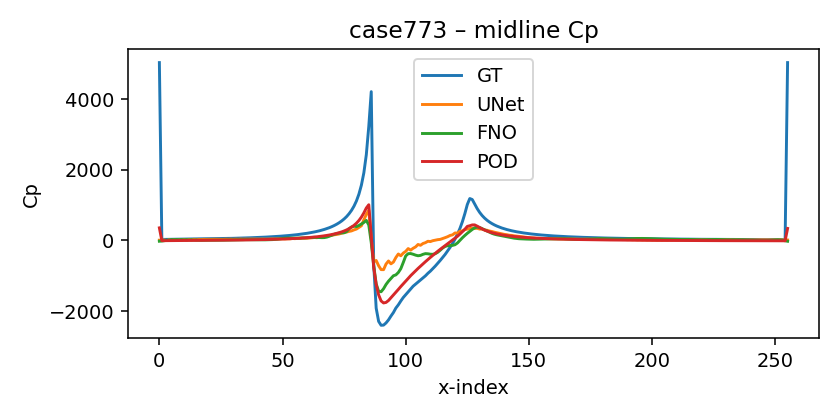 case773 – midline Cp
GT
UNet
FNO
POD
Cp
4000
2000
0
−2000
0
50
100
150
200
250
x-index